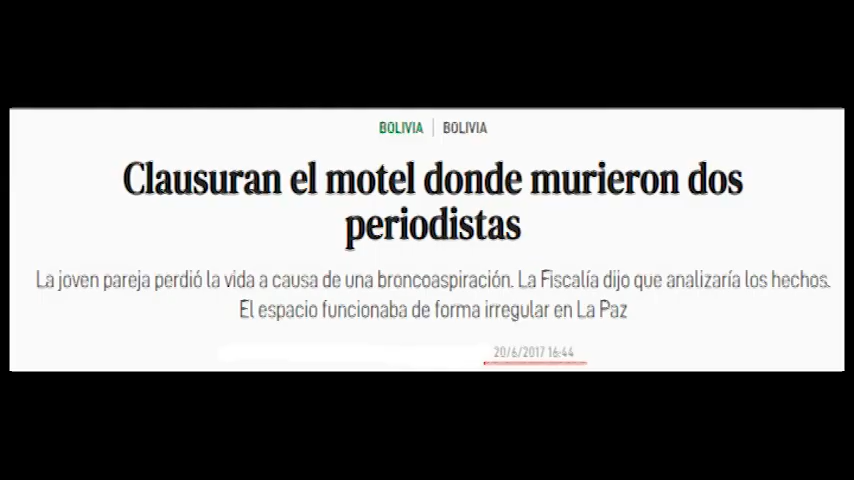 BOLIVIA | BOLIVIA
Clausuran el motel donde murieron dos
periodistas
La joven pareja perdió la vida a causa de una broncoaspiración. La Fiscalía dijo que analizaría los hechos.
El espacio funcionaba de forma irregular en La Paz
20/6/2017 16:44